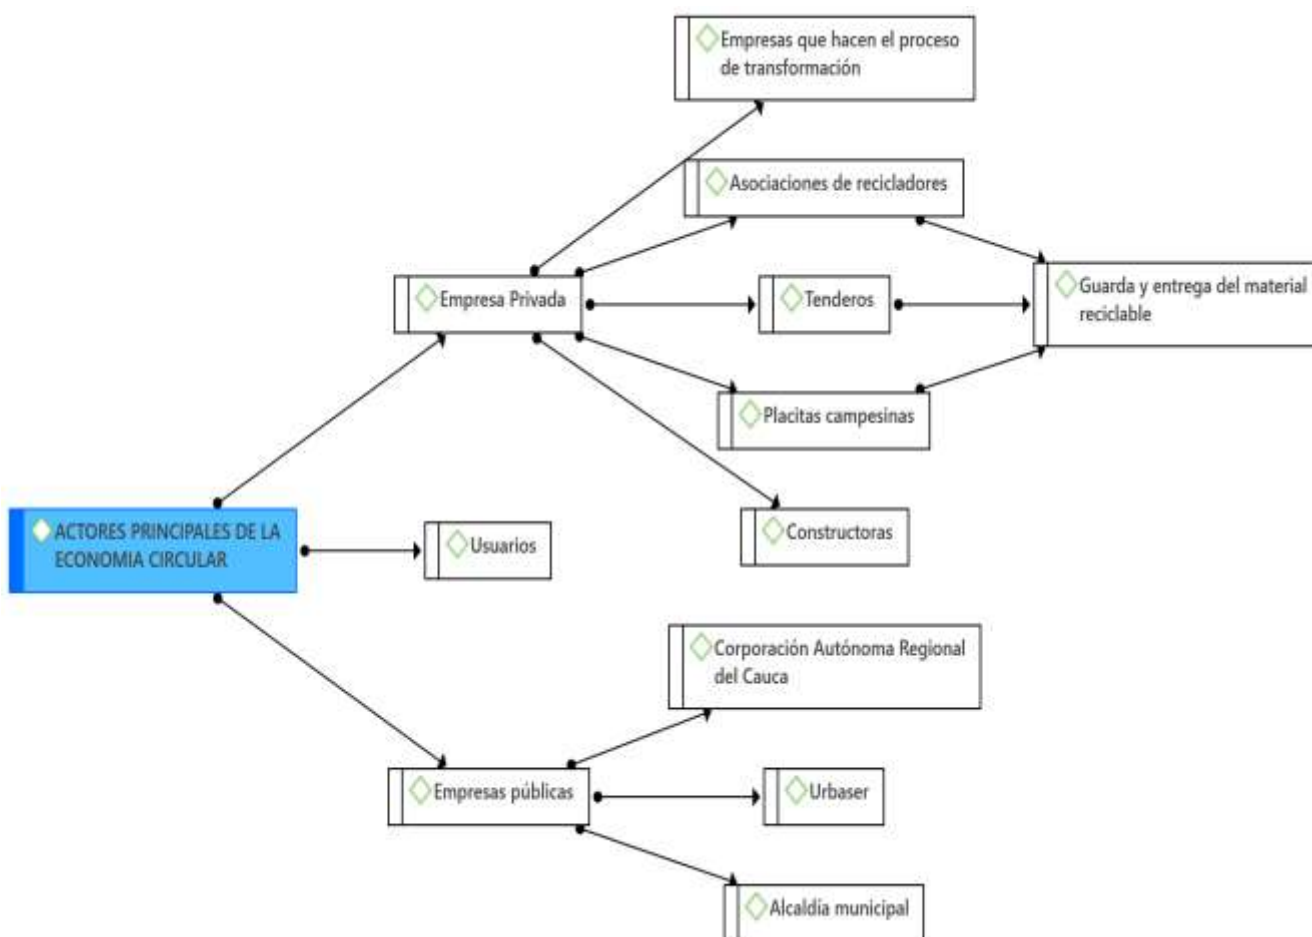 Empresas que hacen el proceso
de transformación
Asociaciones de recicladores
Empresa Privada
Tenderos
Guarda y entrega del material
reciclable
Placitas campesinas
ACTORES PRINCIPALES DE LA
ECONOMIA CIRCULAR
Usuarios
Constructoras
Corporación Autónoma Regional
del Cauca
Empresas públicas
Urbaser
Alcaldía municipal